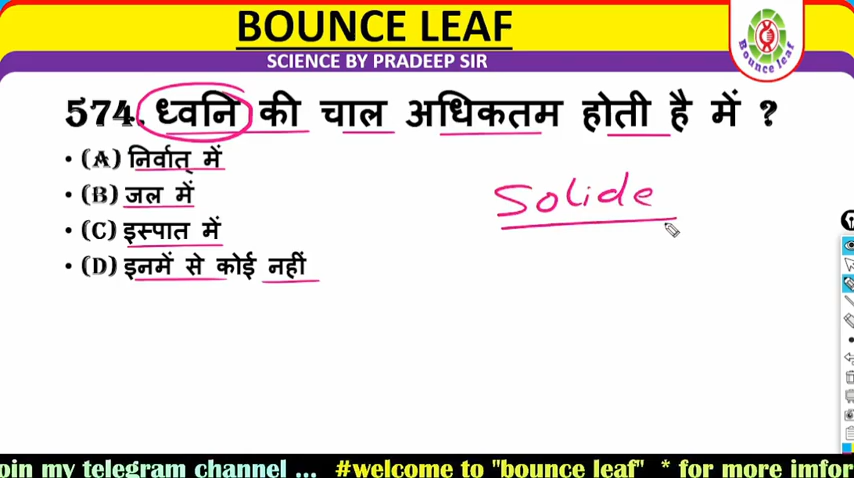 BOUNCE LEAF
SCIENCE BY PRADEEP SIR
Bounce leaf
574. ध्वनि की चाल अधिकतम होती है में ?
• (A) निर्वात् में
• (B) जल में
• (C) इस्पात में
• (D) इनमें से कोई नहीं
Solide
oin my telegram channel ... #welcome to "bounce leaf" * for more imfor